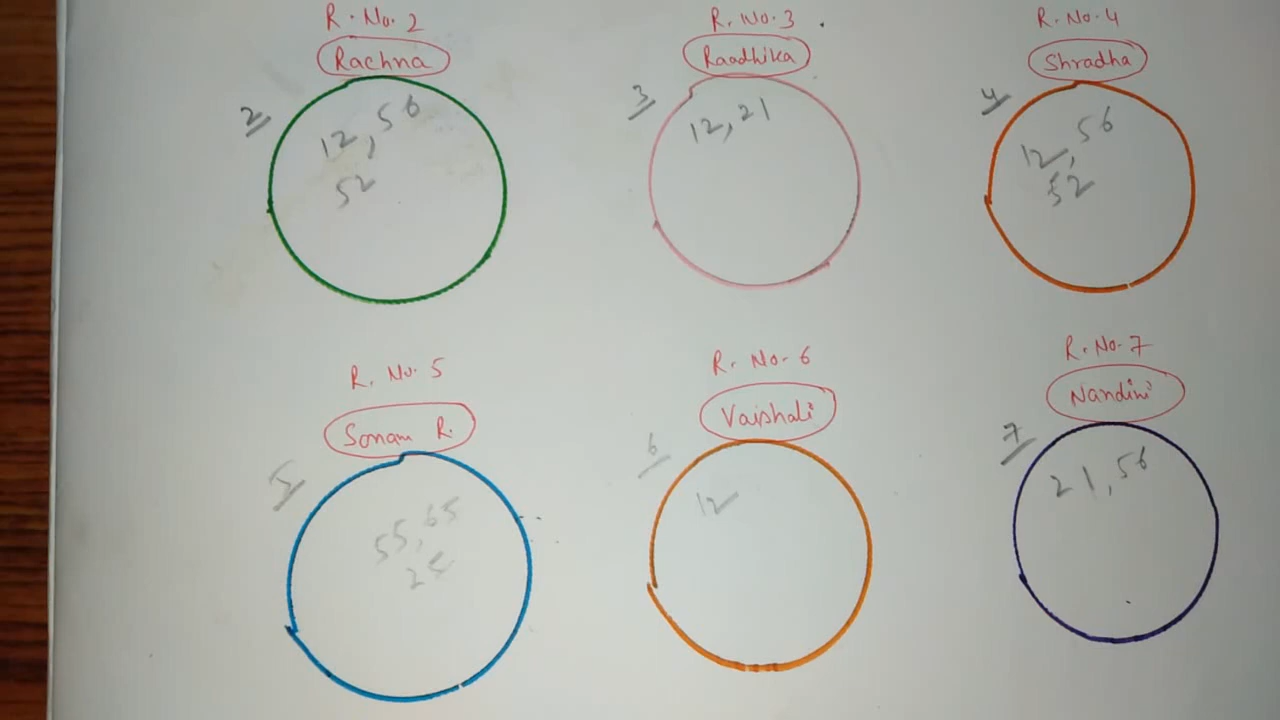 R. No. 2
Rachna
2
12, 56
52
R. No. 3
Raadhika
3
12, 21
R. No. 4
Shradha
4
12, 56
52
R. No. 5
Sonam R.
5
55, 65
25
R. No. 6
Vaishali
6
12
R. No. 7
Nandini
7
21, 56